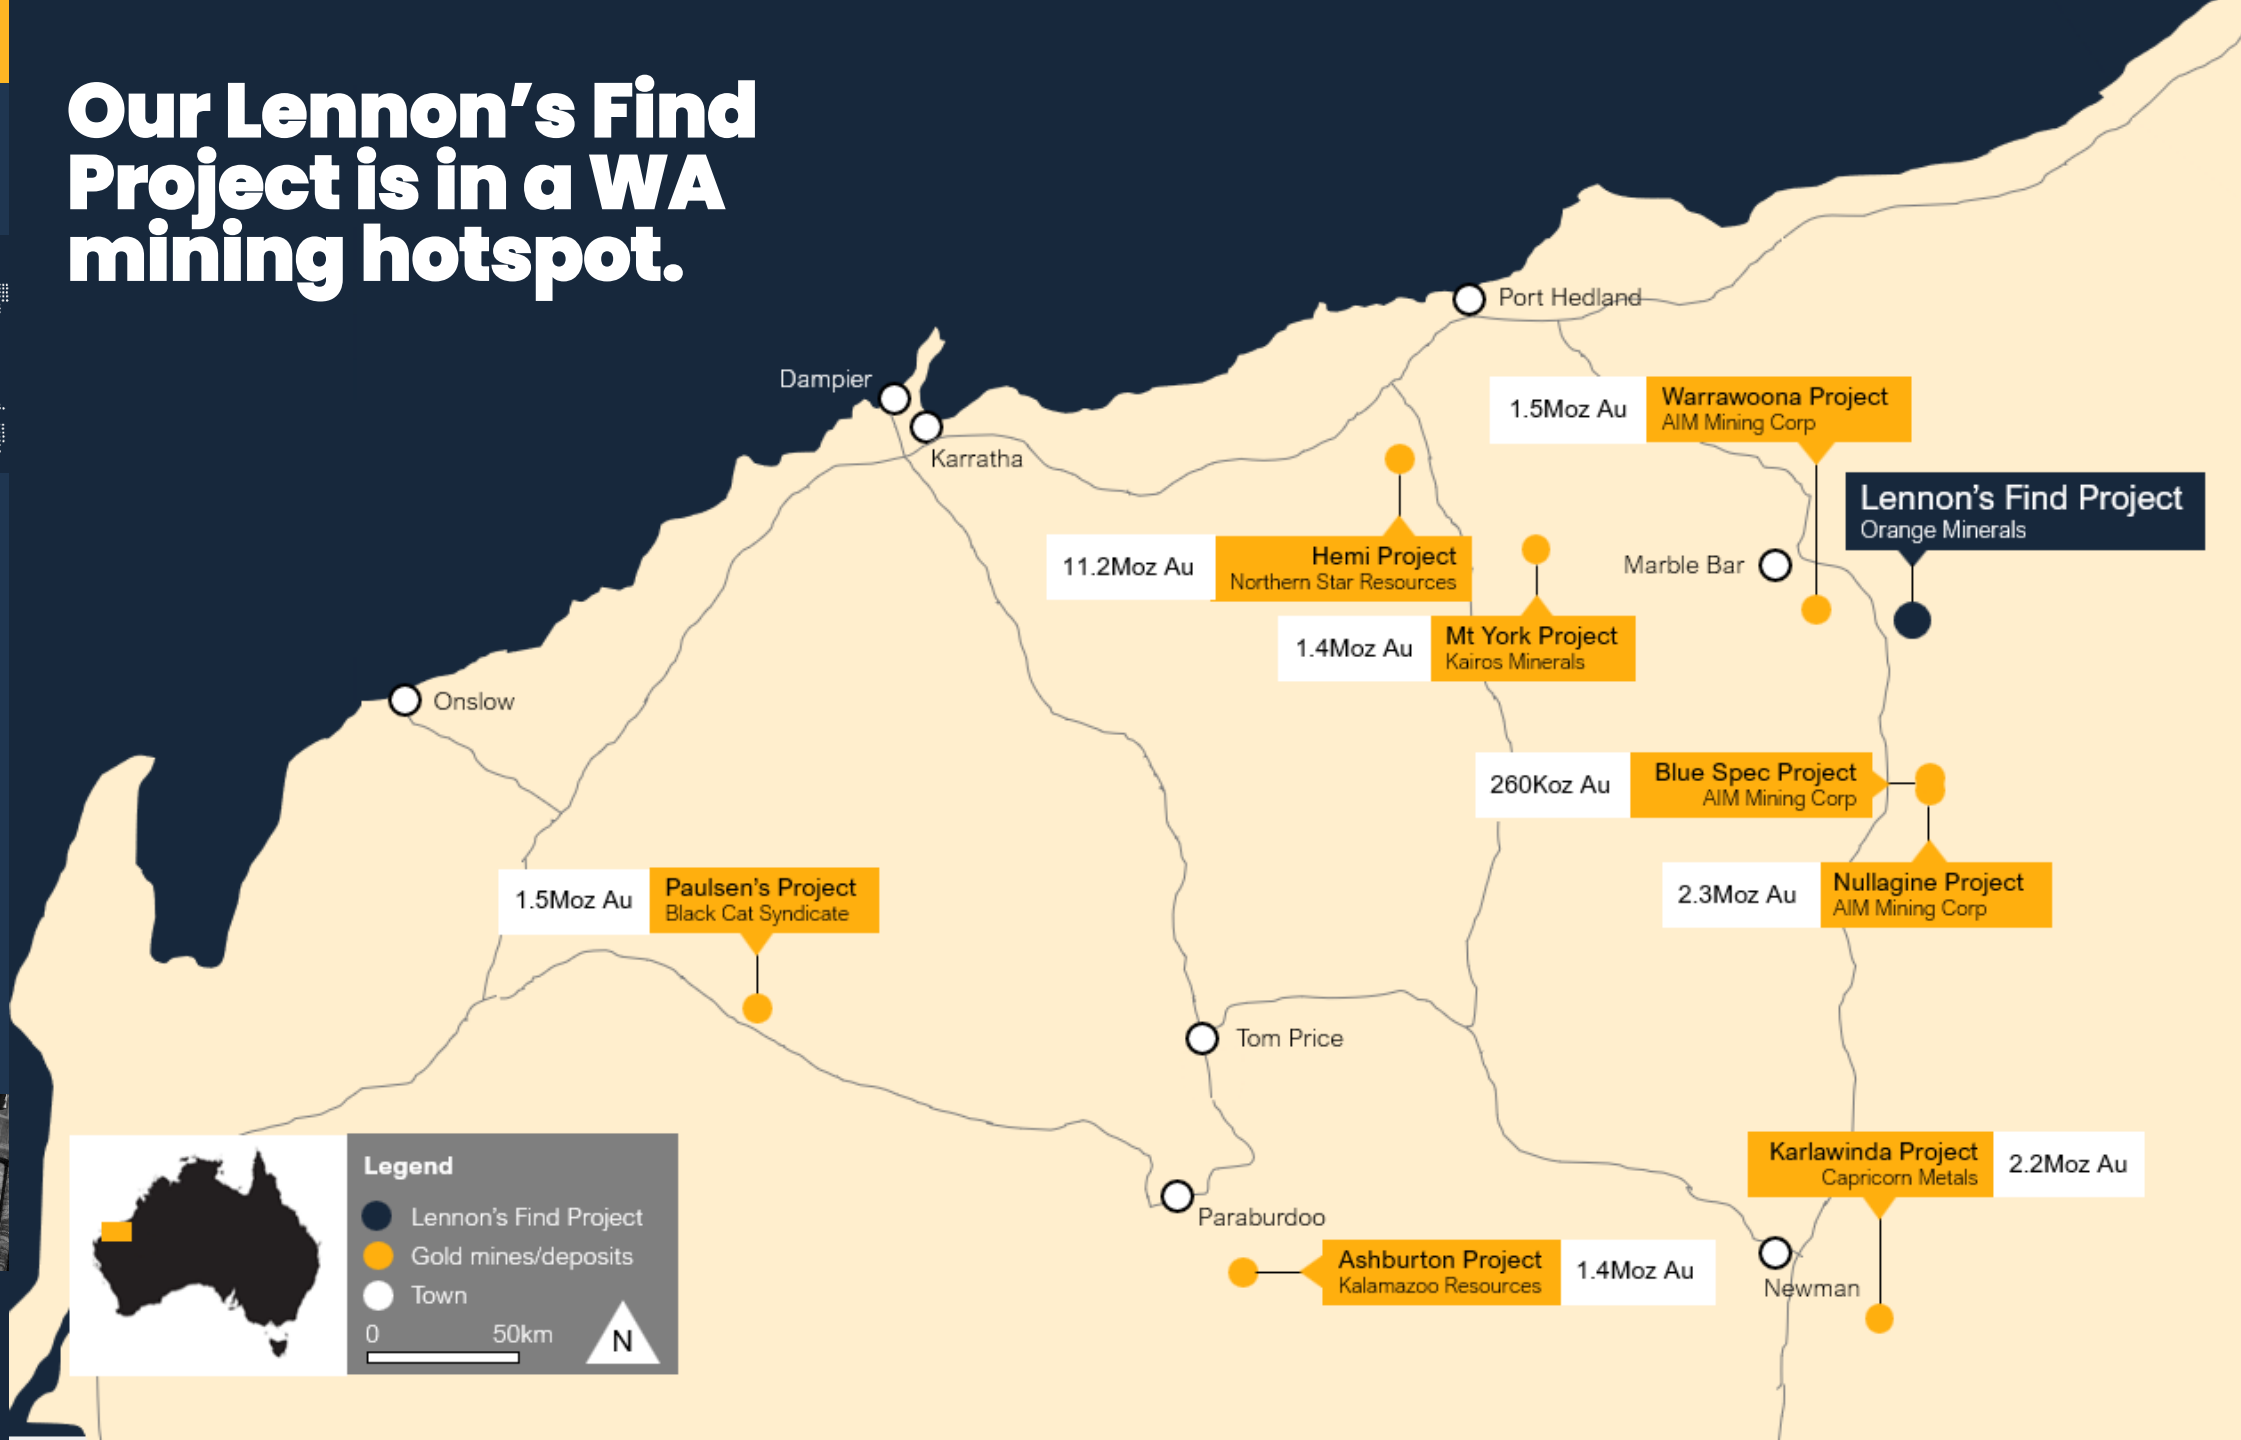 Our Lennon's Find
Project is in a WA
mining hotspot.
Port Hedland
Dampier
Karratha
1.5Moz Au
Warrawoona Project
AIM Mining Corp
Lennon's Find Project
Orange Minerals
11.2Moz Au
Hemi Project
Northern Star Resources
Marble Bar
1.4Moz Au
Mt York Project
Kairos Minerals
Onslow
260Koz Au
Blue Spec Project
AIM Mining Corp
1.5Moz Au
Paulsen's Project
Black Cat Syndicate
2.3Moz Au
Nullagine Project
AIM Mining Corp
Tom Price
Karlawinda Project
Capricorn Metals
2.2Moz Au
Paraburdoo
Ashburton Project
Kalamazoo Resources
1.4Moz Au
Newman
Legend
Lennon's Find Project
Gold mines/deposits
Town
0 50km
N